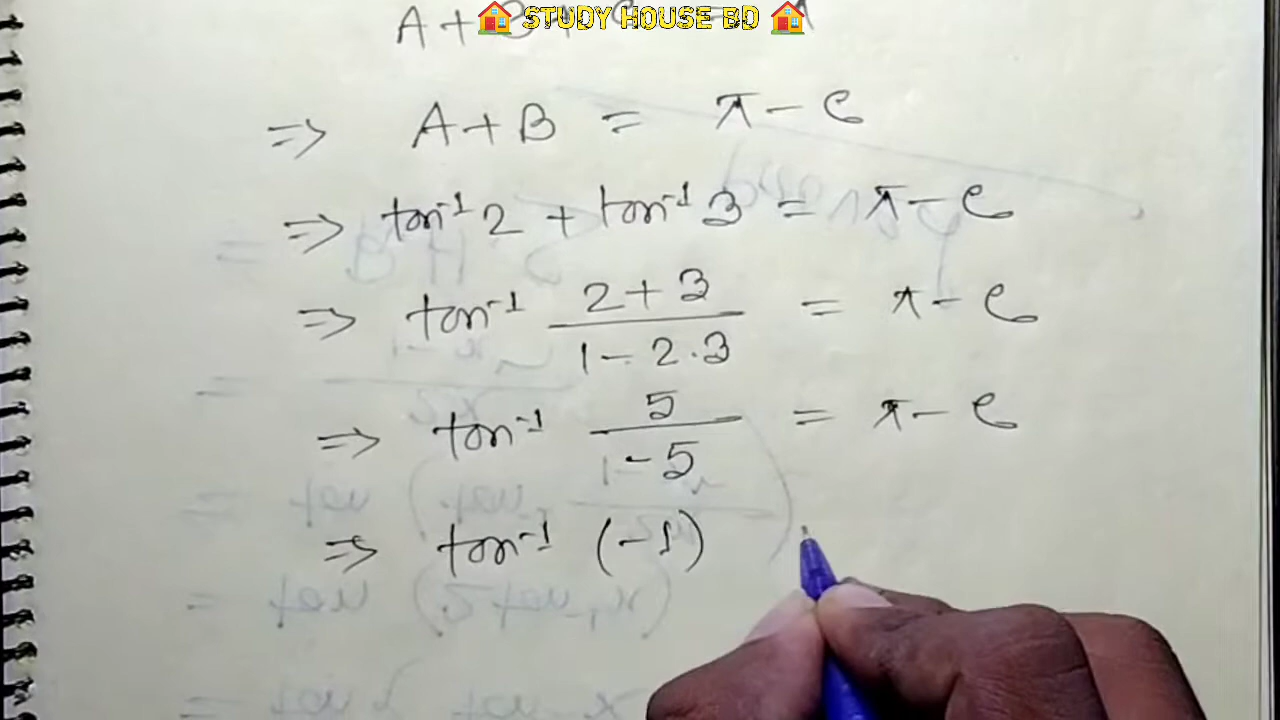 🏠 STUDY HOUSE BD 🏠
A +
⇒ A + B = π - C
⇒ tan⁻¹ 2 + tan⁻¹ 3 = π - C
⇒ tan⁻¹ (2 + 3)/(1 - 2.3) = π - C
⇒ tan⁻¹ 5/-5 = π - C
⇒ tan⁻¹ (-1)